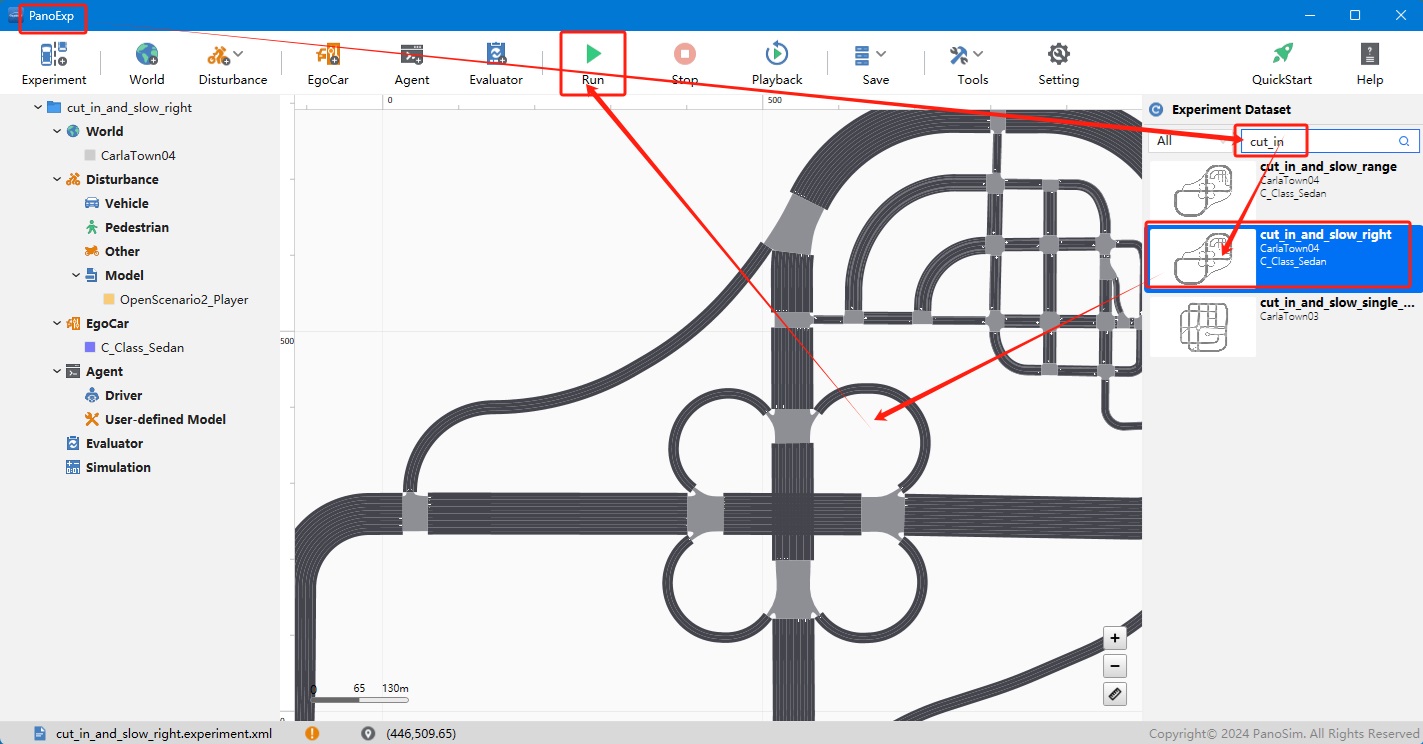 PanoExp
Experiment
World
Disturbance
EgoCar
Agent
Evaluator
Run
Stop
Playback
Save
Tools
Setting
QuickStart
Help
cut_in_and_slow_right
World
CarlaTown04
Disturbance
Vehicle
Pedestrian
Other
Model
OpenScenario2_Player
EgoCar
C_Class_Sedan
Agent
Driver
User-defined Model
Evaluator
Simulation
0
500
500
0
0 65 130m
+
−
Experiment Dataset
All
cut_in
cut_in_and_slow_range
CarlaTown04
C_Class_Sedan
cut_in_and_slow_right
CarlaTown04
C_Class_Sedan
cut_in_and_slow_single_...
CarlaTown03
cut_in_and_slow_right.experiment.xml
(446,509.65)
Copyright© 2024 PanoSim. All Rights Reserved